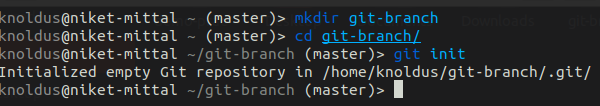 knoldus@niket-mittal ~ (master)> mkdir git-branch
knoldus@niket-mittal ~ (master)> cd git-branch/
knoldus@niket-mittal ~/git-branch (master)> git init
Initialized empty Git repository in /home/knoldus/git-branch/.git/
knoldus@niket-mittal ~/git-branch (master)>